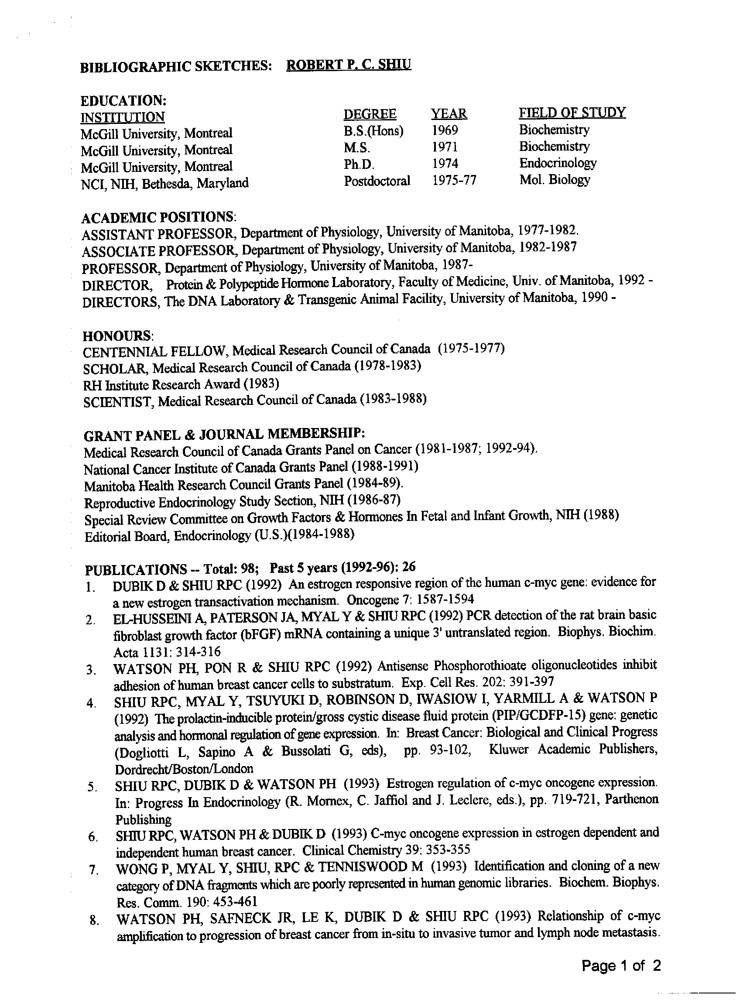 BIBLIOGRAPHIC SKETCHES: ROBERT P. C. SHIU
EDUCATION:
INSTITUTION DEGREE YEAR FIELD OF STUDY
McGill University, Montreal B.S.(Hons) 1969 Biochemistry
McGill University, Montreal M.S. 1971 Biochemistry
McGill University, Montreal Ph.D. 1974 Endocrinology
NCI, NIH, Bethesda, Maryland Postdoctoral 1975-77 Mol. Biology
ACADEMIC POSITIONS:
ASSISTANT PROFESSOR, Department of Physiology, University of Manitoba, 1977-1982.
ASSOCIATE PROFESSOR, Department of Physiology, University of Manitoba, 1982-1987
PROFESSOR, Department of Physiology, University of Manitoba, 1987-
DIRECTOR, Protein & Polypeptide Hormone Laboratory, Faculty of Medicine, Univ. of Manitoba, 1992 -
DIRECTORS, The DNA Laboratory & Transgenic Animal Facility, University of Manitoba, 1990 -
HONOURS:
CENTENNIAL FELLOW, Medical Research Council of Canada (1975-1977)
SCHOLAR, Medical Research Council of Canada (1978-1983)
RH Institute Research Award (1983)
SCIENTIST, Medical Research Council of Canada (1983-1988)
GRANT PANEL & JOURNAL MEMBERSHIP:
Medical Research Council of Canada Grants Panel on Cancer (1981-1987; 1992-94).
National Cancer Institute of Canada Grants Panel (1988-1991)
Manitoba Health Research Council Grants Panel (1984-89).
Reproductive Endocrinology Study Section, NIH (1986-87)
Special Review Committee on Growth Factors & Hormones In Fetal and Infant Growth, NIH (1988)
Editorial Board, Endocrinology (U.S.)(1984-1988)
PUBLICATIONS -- Total: 98; Past 5 years (1992-96): 26
1. DUBIK D & SHIU RPC (1992) An estrogen responsive region of the human c-myc gene: evidence for
a new estrogen transactivation mechanism. Oncogene 7: 1587-1594
2. EL-HUSSEINI A, PATERSON JA, MYAL Y & SHIU RPC (1992) PCR detection of the rat brain basic
fibroblast growth factor (bFGF) mRNA containing a unique 3' untranslated region. Biophys. Biochim.
Acta 1131: 314-316
3. WATSON PH, PON R & SHIU RPC (1992) Antisense Phosphorothioate oligonucleotides inhibit
adhesion of human breast cancer cells to substratum. Exp. Cell Res. 202: 391-397
4. SHIU RPC, MYAL Y, TSUYUKI D, ROBINSON D, IWASIOW I, YARMILL A & WATSON P
(1992) The prolactin-inducible protein/gross cystic disease fluid protein (PIP/GCDFP-15) gene: genetic
analysis and hormonal regulation of gene expression. In: Breast Cancer: Biological and Clinical Progress
(Dogliotti L, Sapino A & Bussolati G, eds), pp. 93-102, Kluwer Academic Publishers,
Dordrecht/Boston/London
5. SHIU RPC, DUBIK D & WATSON PH (1993) Estrogen regulation of c-myc oncogene expression.
In: Progress In Endocrinology (R. Mornex, C. Jaffiol and J. Leclere, eds.), pp. 719-721, Parthenon
Publishing
6. SHIU RPC, WATSON PH & DUBIK D (1993) C-myc oncogene expression in estrogen dependent and
independent human breast cancer. Clinical Chemistry 39: 353-355
7. WONG P, MYAL Y, SHIU, RPC & TENNISWOOD M (1993) Identification and cloning of a new
category of DNA fragments which are poorly represented in human genomic libraries. Biochem. Biophys.
Res. Comm. 190: 453-461
8. WATSON PH, SAFNECK JR, LE K, DUBIK D & SHIU RPC (1993) Relationship of c-myc
amplification to progression of breast cancer from in-situ to invasive tumor and lymph node metastasis.
Page 1 of 2